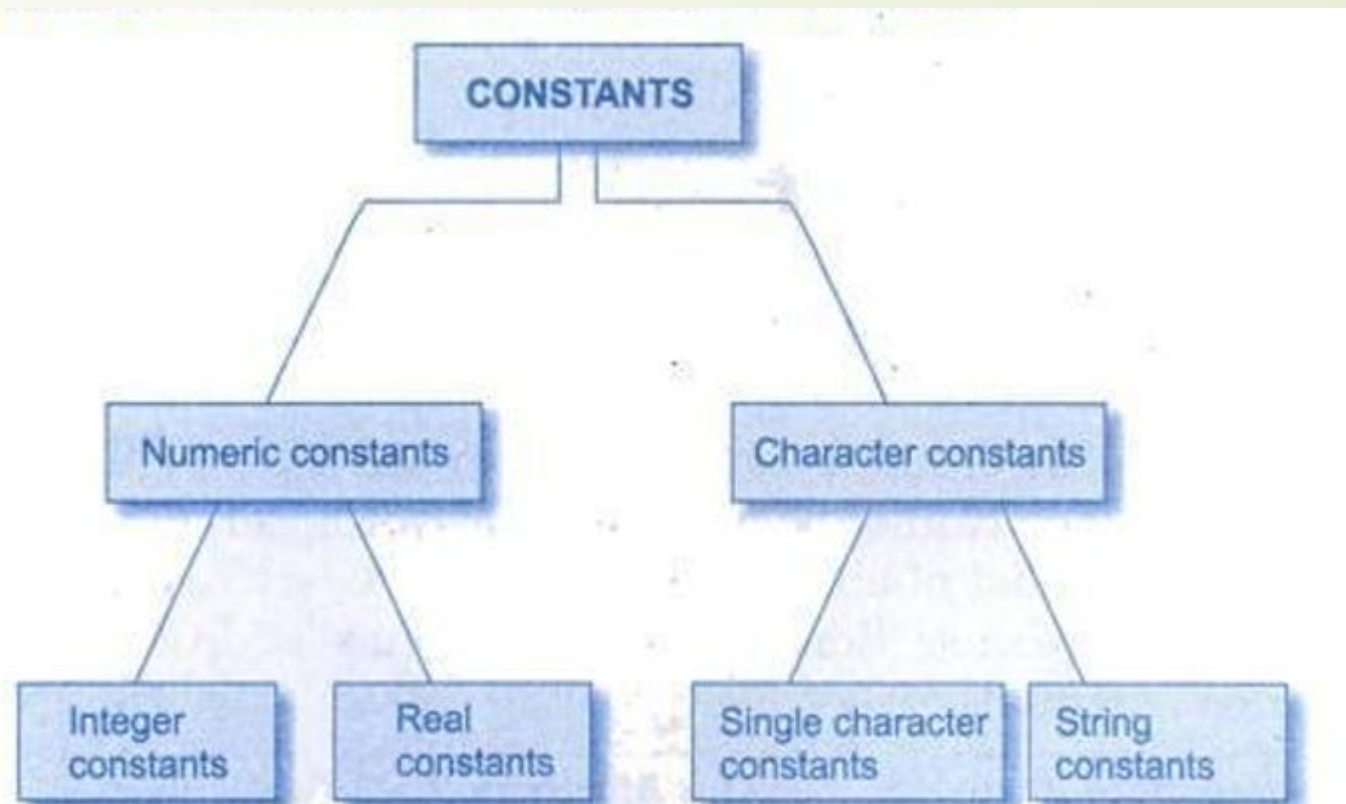 CONSTANTS
Numeric constants
Character constants
Integer
constants
Real
constants
Single character
constants
String
constants